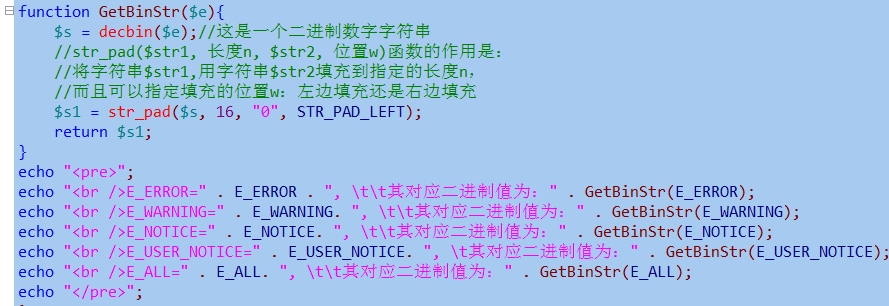 function GetBinStr($e){
$s = decbin($e);//这是一个二进制数字字符串
//str_pad($str1, 长度n, $str2, 位置w)函数的作用是:
//将字符串$str1,用字符串$str2填充到指定的长度n，
//而且可以指定填充的位置w：左边填充还是右边填充
$s1 = str_pad($s, 16, "0", STR_PAD_LEFT);
return $s1;
}
echo "<pre>";
echo "<br />E_ERROR=" . E_ERROR . ", \t\t其对应二进制值为：" . GetBinStr(E_ERROR);
echo "<br />E_WARNING=" . E_WARNING. ", \t\t其对应二进制值为：" . GetBinStr(E_WARNING);
echo "<br />E_NOTICE=" . E_NOTICE. ", \t\t其对应二进制值为：" . GetBinStr(E_NOTICE);
echo "<br />E_USER_NOTICE=" . E_USER_NOTICE. ", \t其对应二进制值为：" . GetBinStr(E_USER_NOTICE);
echo "<br />E_ALL=" . E_ALL. ", \t\t其对应二进制值为：" . GetBinStr(E_ALL);
echo "</pre>";